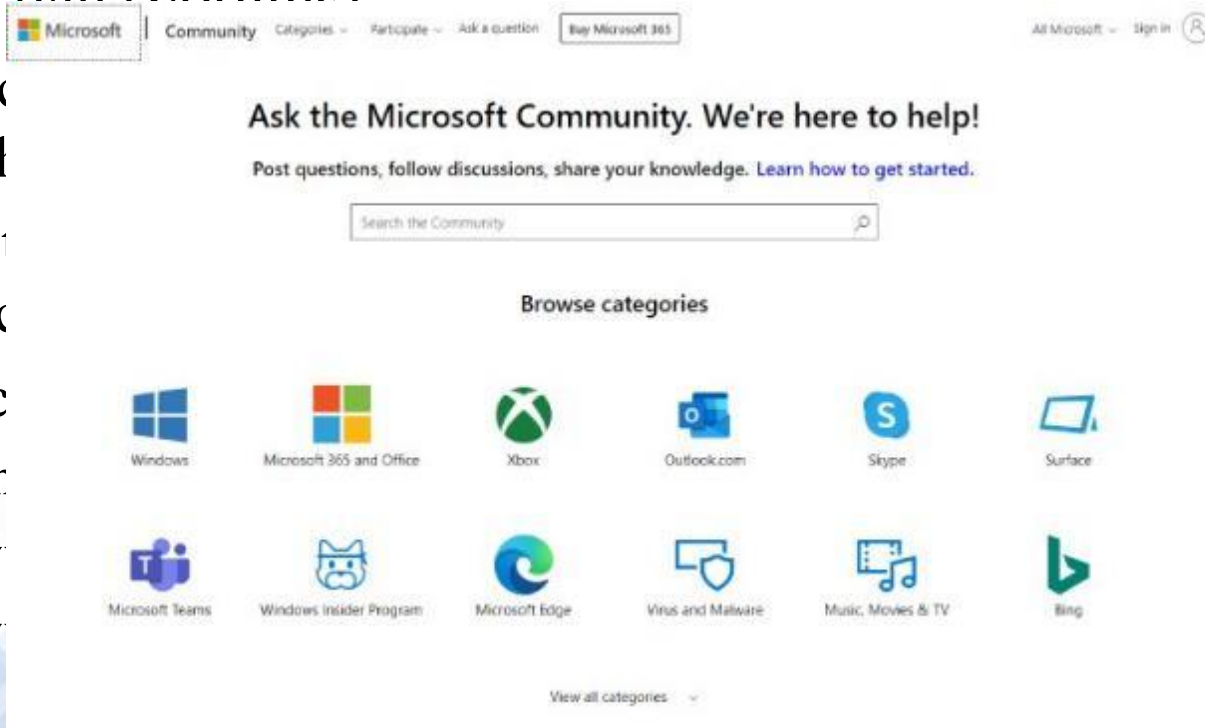 Microsoft Community Categories Participate Ask a question Buy Microsoft 365 All Microsoft Sign in
Ask the Microsoft Community. We're here to help!
Post questions, follow discussions, share your knowledge. Learn how to get started.
Search the Community
Browse categories
Windows Microsoft 365 and Office Xbox Outlook.com Skype Surface
Microsoft Teams Windows Insider Program Microsoft Edge Virus and Malware Music, Movies & TV Bing
View all categories